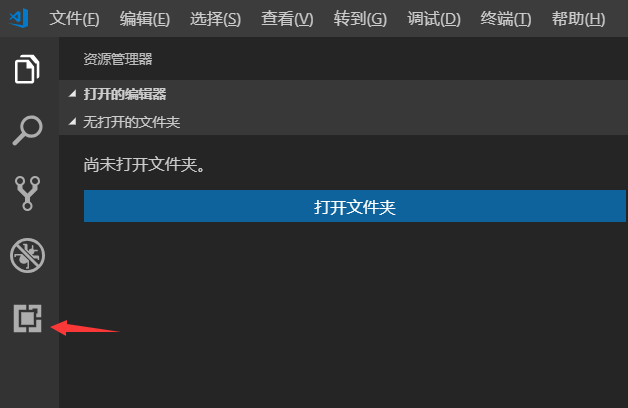 文件(F) 编辑(E) 选择(S) 查看(V) 转到(G) 调试(D) 终端(T) 帮助(H)
资源管理器
打开的编辑器
无打开的文件夹
尚未打开文件夹。
打开文件夹